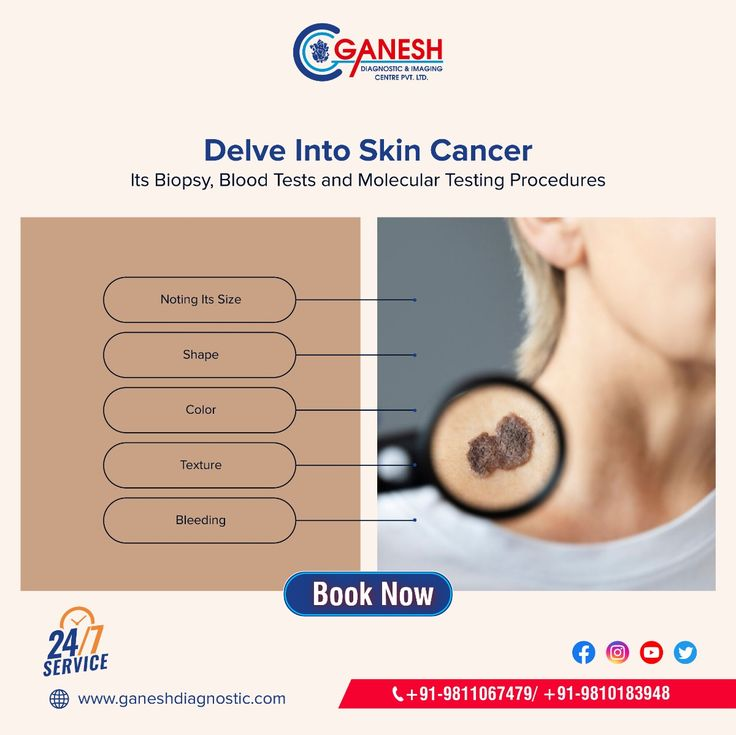 GANESH
DIAGNOSTIC & IMAGING
CENTRE PVT. LTD.
Delve Into Skin Cancer
Its Biopsy, Blood Tests and Molecular Testing Procedures
Noting Its Size
Shape
Color
Texture
Bleeding
Book Now
24/7
SERVICE
www.ganeshdiagnostic.com
+91-9811067479/ +91-9810183948